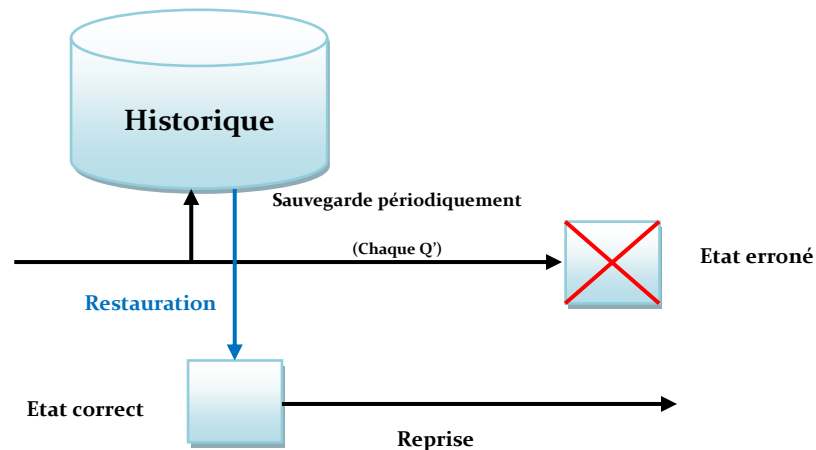 Historique
Sauvegarde périodiquement
(Chaque Q’)
Etat erroné
Restauration
Etat correct
Reprise